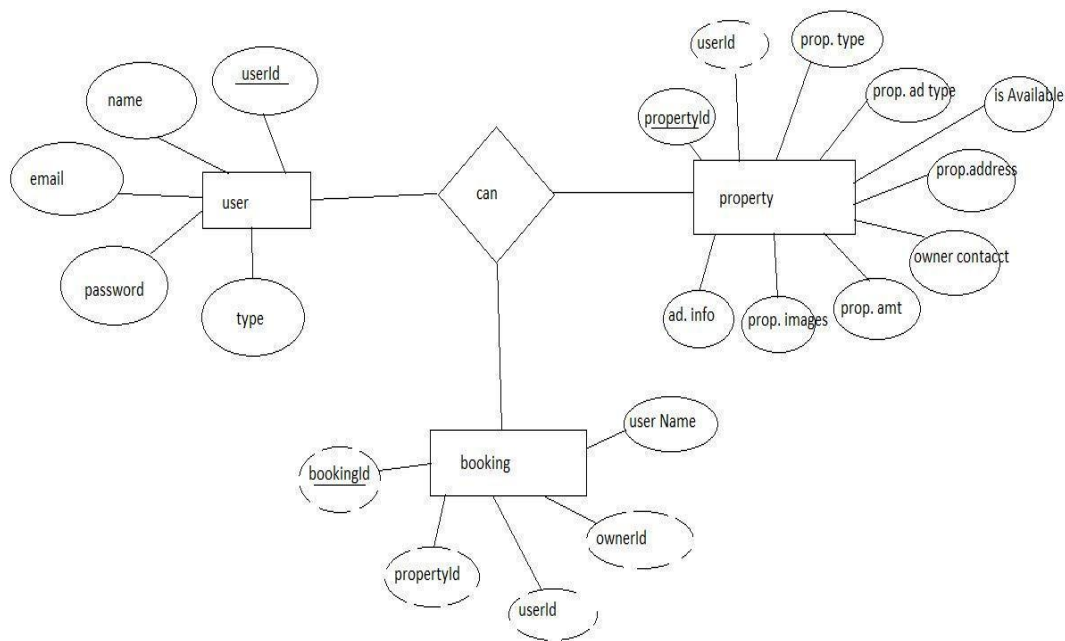 userId
prop. type
userId
name
prop. ad type
is Available
propertyId
email
prop.address
user
can
property
owner contacct
password
type
ad. info
prop. images
prop. amt
user Name
booking
bookingId
ownerId
propertyId
userId